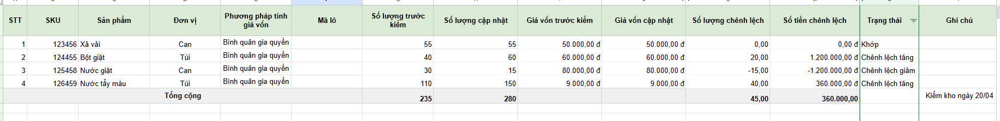 STT SKU Sản phẩm Đơn vị Phương pháp tính giá vốn Mã lô Số lượng trước kiểm Số lượng cập nhật Giá vốn trước kiểm Giá vốn cập nhật Số lượng chênh lệch Số tiền chênh lệch Trạng thái Ghi chú
1 123456 Xả vải Can Bình quân gia quyền 55 55 50.000,00 đ 50.000,00 đ 0,00 0,00 đ Khớp
2 124455 Bột giặt Túi Bình quân gia quyền 40 60 60.000,00 đ 60.000,00 đ 20,00 1.200.000,00 đ Chênh lệch tăng
3 125458 Nước giặt Can Bình quân gia quyền 30 15 80.000,00 đ 80.000,00 đ -15,00 -1.200.000,00 đ Chênh lệch giảm
4 126459 Nước tẩy màu Túi Bình quân gia quyền 110 150 9.000,00 đ 9.000,00 đ 40,00 360.000,00 đ Chênh lệch tăng
Tổng cộng 235 280 45,00 360.000,00 Kiểm kho ngày 20/04